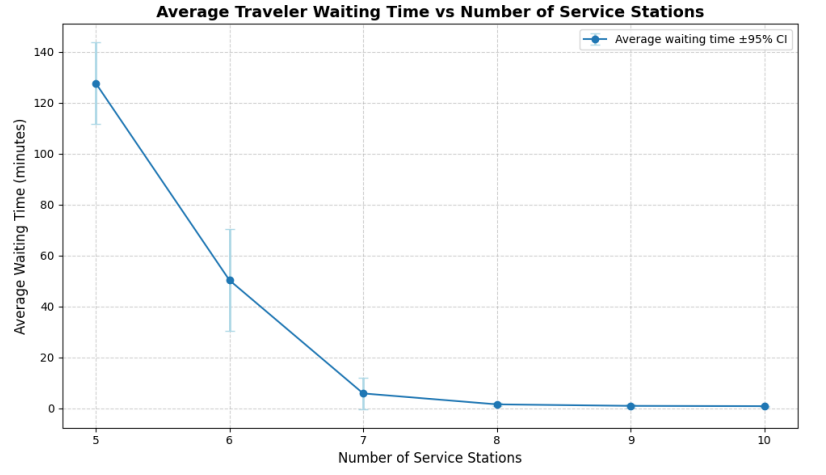 Average Traveler Waiting Time vs Number of Service Stations
Average waiting time ±95% CI
Average Waiting Time (minutes)
140
120
100
80
60
40
20
0
5 6 7 8 9 10
Number of Service Stations